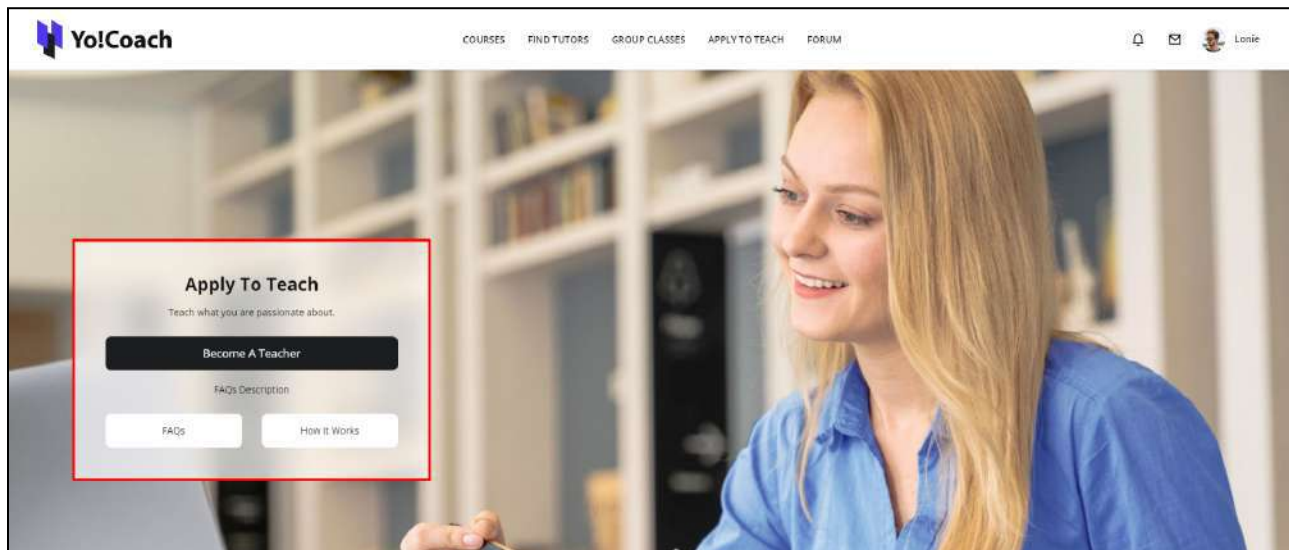 Yo!Coach
COURSES FIND TUTORS GROUP CLASSES APPLY TO TEACH FORUM
Lonie
Apply To Teach
Teach what you are passionate about.
Become A Teacher
FAQs Description
FAQs How It Works